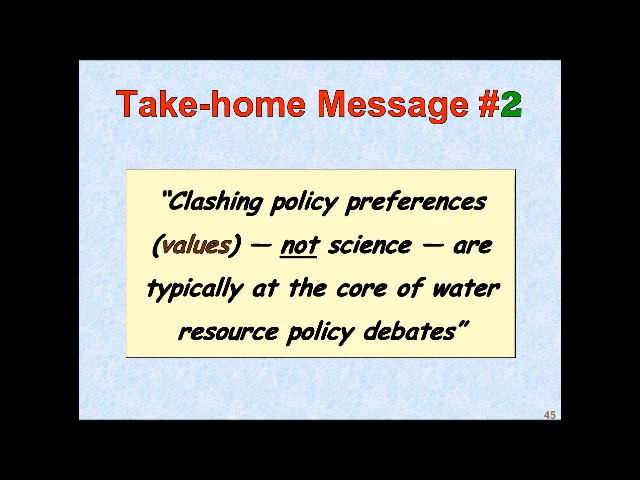 Take-home Message #2
“Clashing policy preferences
(values) — not science — are
typically at the core of water
resource policy debates”
45